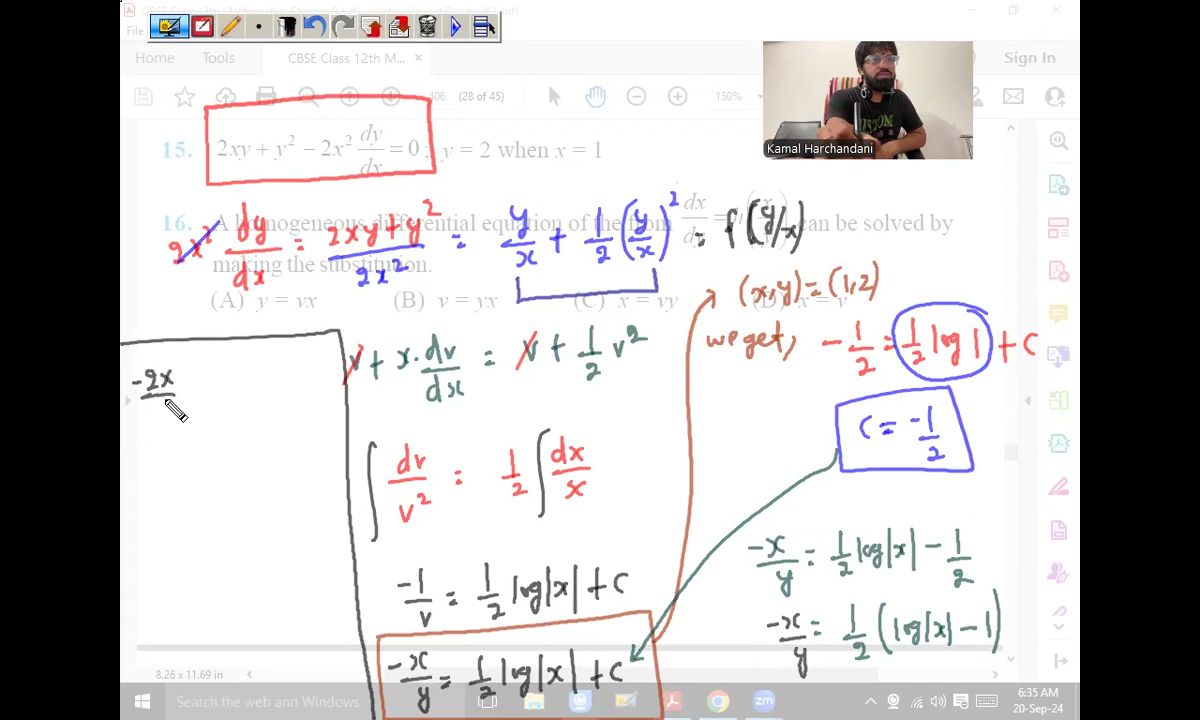 Home Tools CBSE Class 12th M... × Sign In
406 (28 of 45) 150%
Kamal Harchandani
15. 2xy + y² − 2x² dy/dx = 0 ; y = 2 when x = 1
16. A homogeneous differential equation of the from dx/dy = can be solved by
making the substitution.
(A) y = vx (B) v = yx (C) x = vy (D) x = v
2x² dy/dx = (2xy + y²)/2x² = y/x + 1/2 (y/x)² = f(y/x)
(x,y) = (1,2)
we get, -1/2 = 1/2 log 1 + C
C = -1/2
v + x·dv/dx = v + 1/2 v²
-2x
∫ dv/v² = 1/2 ∫ dx/x
-1/v = 1/2 log|x| + C
-x/y = 1/2 log|x| + C
-x/y = 1/2 log|x| - 1/2
-x/y = 1/2 (log|x| - 1)
8.26 x 11.69 in
Search the web and Windows
6:35 AM
20-Sep-24